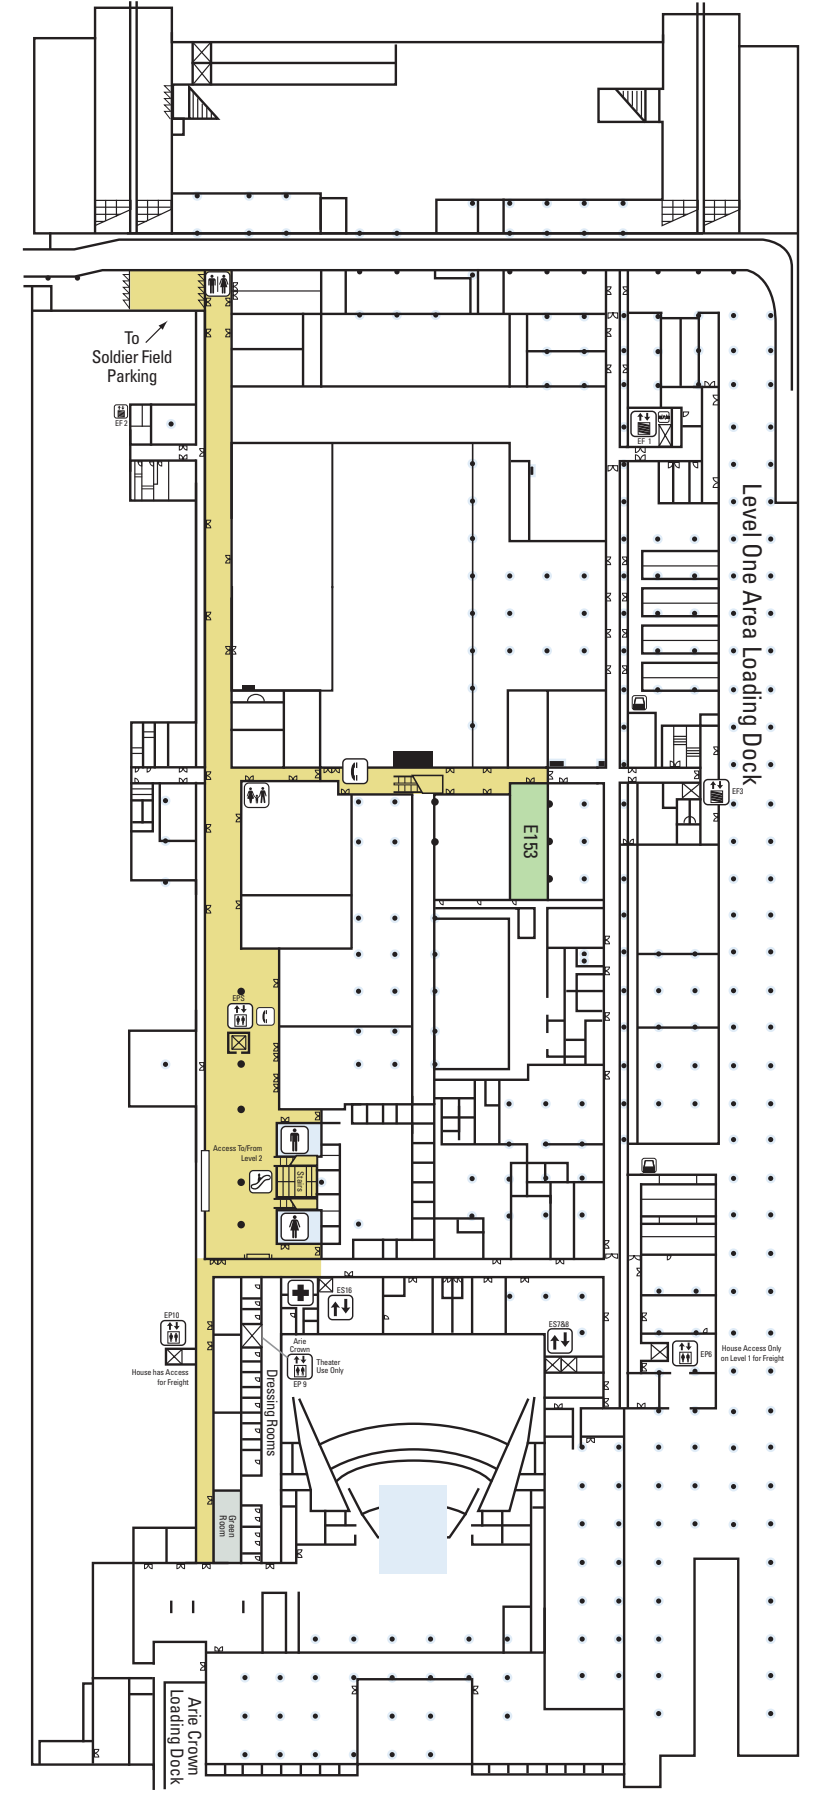 To
Soldier Field
Parking
EF 2
EF 1
Level One Area Loading Dock
EF3
E153
EPS
Access To/From
Level 2
Stairs
ES16
EP10
House has Access
for Freight
Arie
Crown
Theater
Use Only
EP 9
ES7&8
EP6
House Access Only
on Level 1 for Freight
Dressing Rooms
Green
Room
Arie Crown
Loading Dock